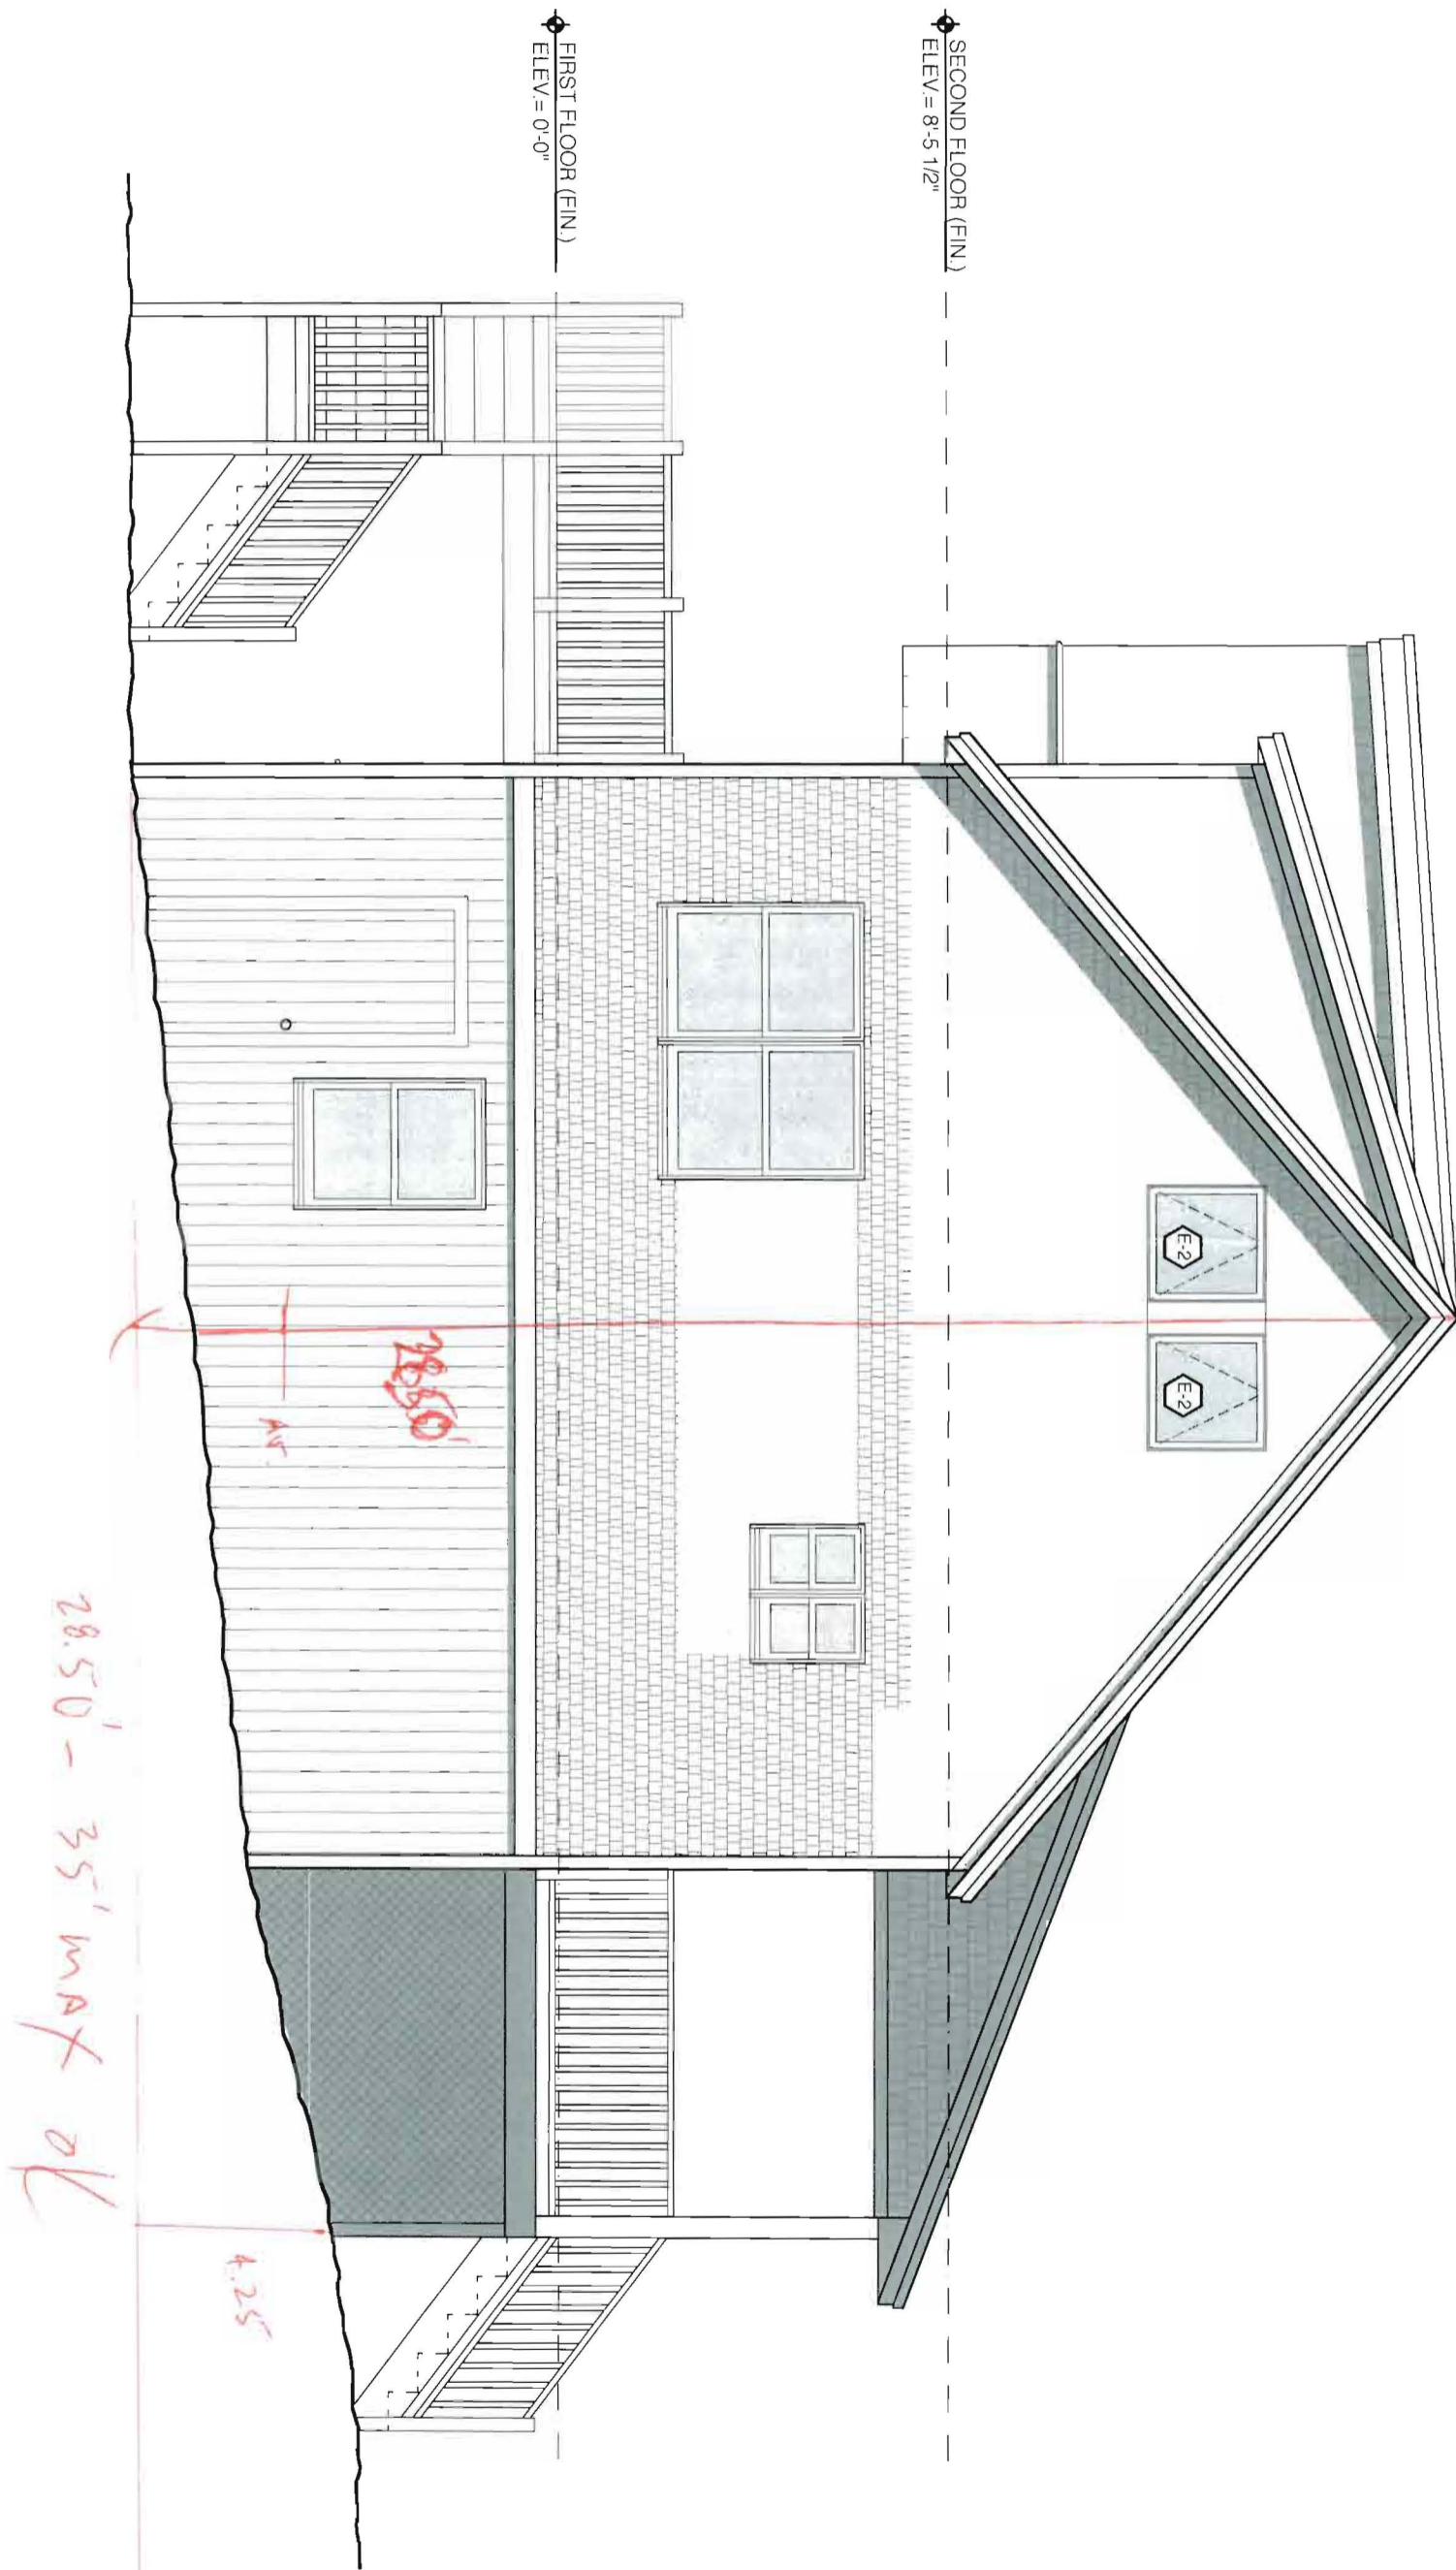 SECOND FLOOR (FIN.)
ELEV.= 8'-5 1/2"
E-2
E-2
FIRST FLOOR (FIN.)
ELEV.= 0'-0"
28.50'
Av.
4.25'
28.50' - 35' max ok